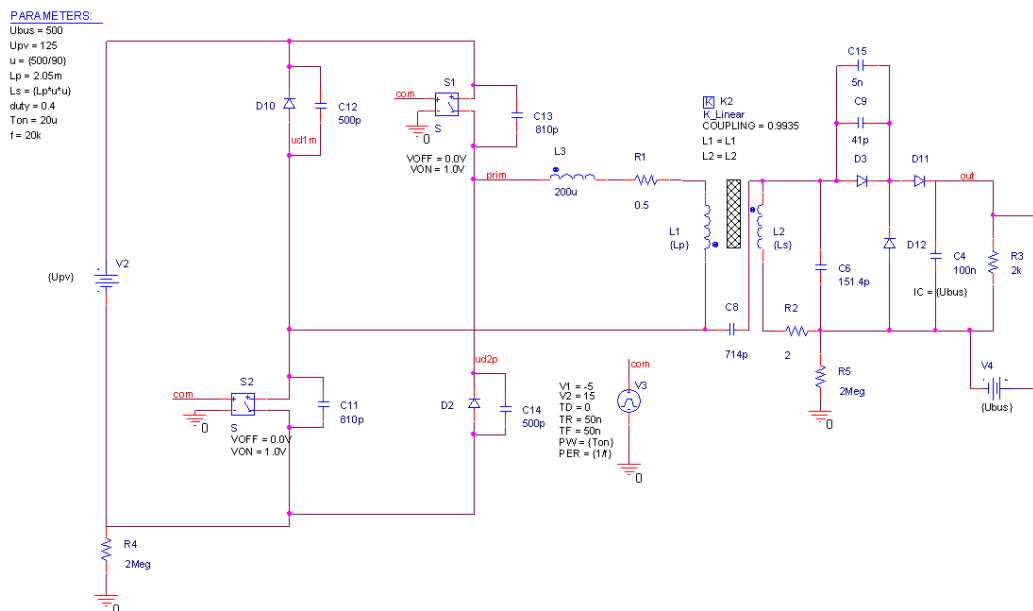 PARAMETERS:
Ubus = 500
Upv = 125
u = {500/90}
Lp = 2.05m
Ls = {Lp*u*u}
duty = 0.4
Ton = 20u
f = 20k
D10
C12
500p
ud1m
com
S1
S
0
VOFF = 0.0V
VON = 1.0V
C13
810p
prim
L3
200u
R1
0.5
K K2
K_Linear
COUPLING = 0.9935
L1 = L1
L2 = L2
L1
{Lp}
L2
{Ls}
C15
5n
C9
41p
D3
D11
out
D12
C6
151.4p
C4
100n
IC = {Ubus}
R3
2k
{Upv}
V2
C8
714p
R2
2
R5
2Meg
0
V4
{Ubus}
com
S2
S
0
VOFF = 0.0V
VON = 1.0V
C11
810p
ud2p
D2
C14
500p
com
V3
V1 = -5
V2 = 15
TD = 0
TR = 50n
TF = 50n
PW = {Ton}
PER = {1/f}
0
R4
2Meg
0